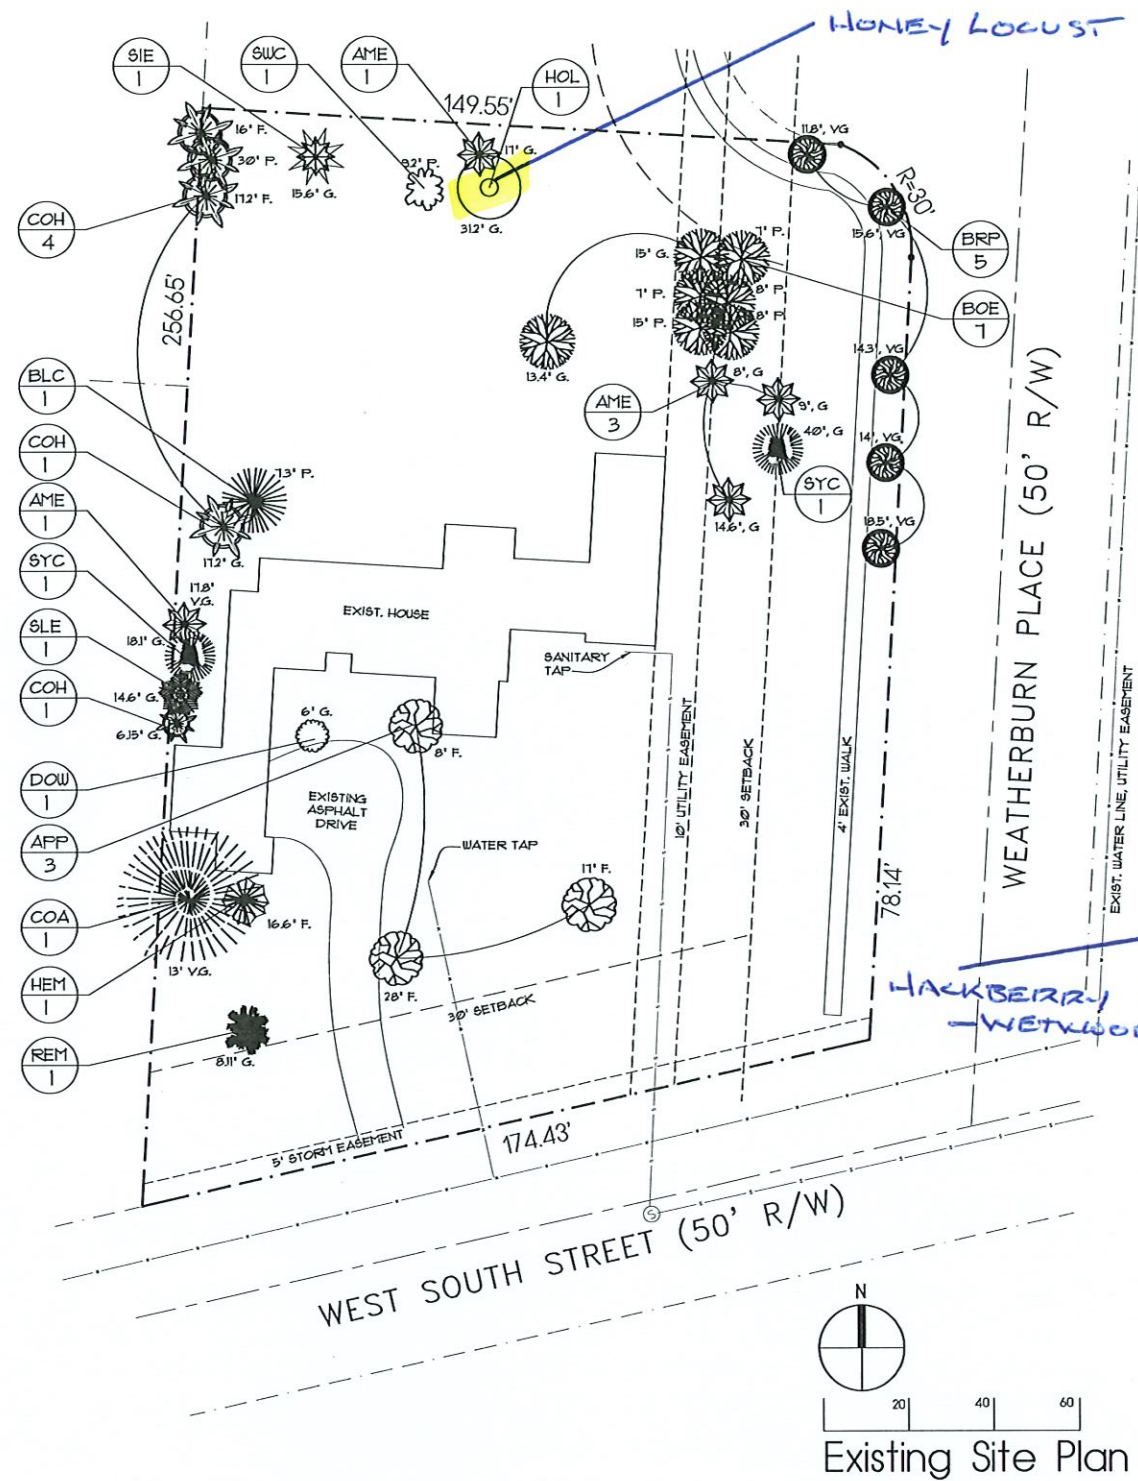 HONEY LOCUST
SIE
1
SWC
1
AME
1
HOL
1
149.55'
16' F.
30' P.
17.2' F.
15.6' G.
9.2' P.
17' G.
31.2' G.
11.8', VG
R=30'
15.6', VG
COH
4
BRP
5
BOE
7
256.65'
15' G.
7' P.
7' P.
8' P.
15' P.
8' P.
13.4' G.
14.3', VG
BLC
1
AME
3
8', G
9', G
40', G
14', VG
COH
1
7.3' P.
SYC
1
14.6', G
18.5', VG
AME
1
17.2' G.
SYC
1
17.8'
V.G.
EXIST. HOUSE
SLE
1
18.1' G.
14.6' G.
SANITARY
TAP
COH
1
6.15' G.
6' G.
8' F.
DOW
1
EXISTING
ASPHALT
DRIVE
10' UTILITY EASEMENT
30' SETBACK
4' EXIST. WALK
WEATHERBURN PLACE (50' R/W)
EXIST. WATER LINE, UTILITY EASEMENT
APP
3
WATER TAP
17' F.
78.14'
COA
1
16.6' F.
13' V.G.
HEM
1
28' F.
30' SETBACK
HACKBERRY
- WETWOO
REM
1
8.11' G.
5' STORM EASEMENT
174.43'
S
WEST SOUTH STREET (50' R/W)
N
20 40 60
Existing Site Plan